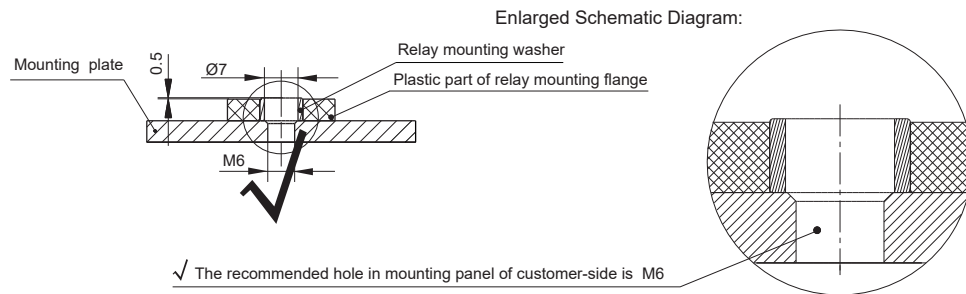 Enlarged Schematic Diagram:
Relay mounting washer
Mounting plate
0.5
Ø7
Plastic part of relay mounting flange
M6
√ The recommended hole in mounting panel of customer-side is M6